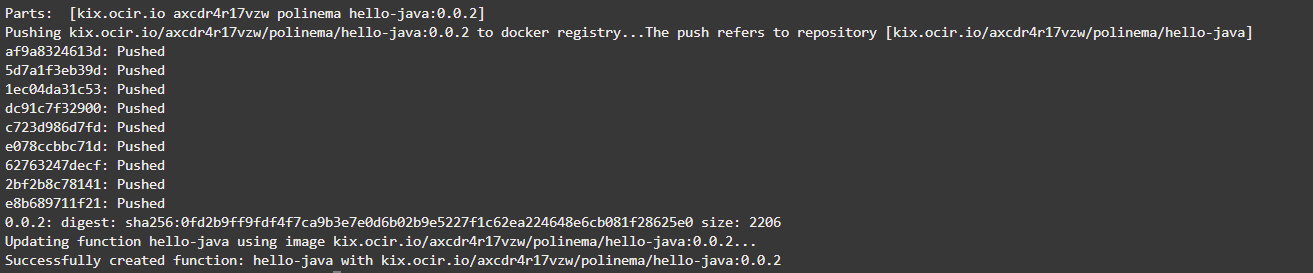 Parts:  [kix.ocir.io axcdr4r17vzw polinema hello-java:0.0.2]
Pushing kix.ocir.io/axcdr4r17vzw/polinema/hello-java:0.0.2 to docker registry...The push refers to repository [kix.ocir.io/axcdr4r17vzw/polinema/hello-java]
af9a8324613d: Pushed
5d7a1f3eb39d: Pushed
1ec04da31c53: Pushed
dc91c7f32900: Pushed
c723d986d7fd: Pushed
e078ccbbc71d: Pushed
62763247decf: Pushed
2bf2b8c78141: Pushed
e8b689711f21: Pushed
0.0.2: digest: sha256:0fd2b9ff9fdf4f7ca9b3e7e0d6b02b9e5227f1c62ea224648e6cb081f28625e0 size: 2206
Updating function hello-java using image kix.ocir.io/axcdr4r17vzw/polinema/hello-java:0.0.2...
Successfully created function: hello-java with kix.ocir.io/axcdr4r17vzw/polinema/hello-java:0.0.2